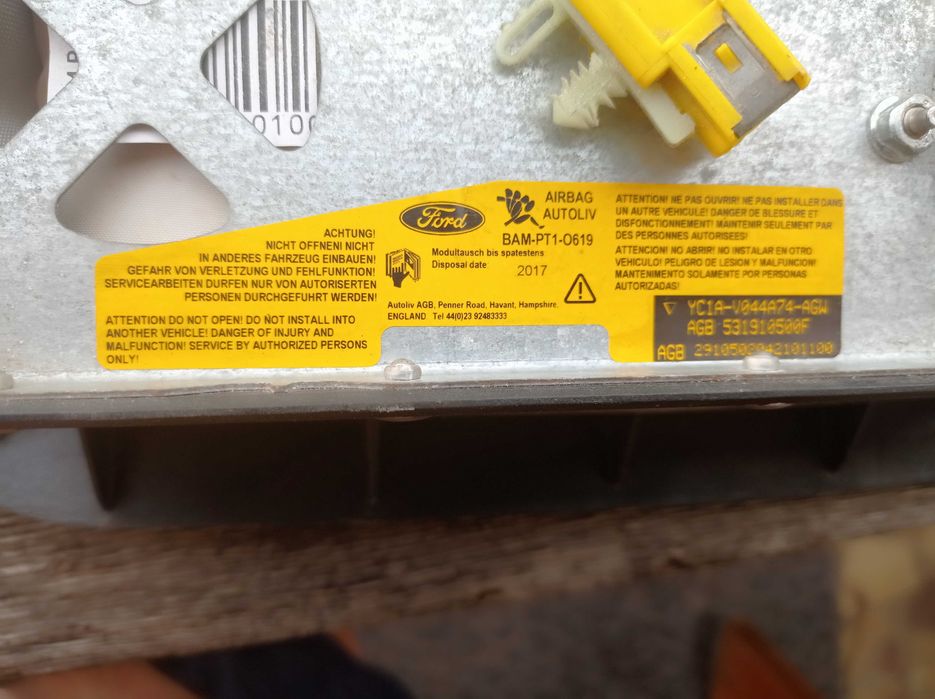 0100
ACHTUNG!
NICHT OFFNEN! NICHT
IN ANDERES FAHRZEUG EINBAUEN!
GEFAHR VON VERLETZUNG UND FEHLFUNKTION!
SERVICEARBEITEN DURFEN NUR VON AUTORISERTEN
PERSONEN DURCHGEFUHRT WERDEN!
ATTENTION DO NOT OPEN! DO NOT INSTALL INTO
ANOTHER VEHICLE! DANGER OF INJURY AND
MALFUNCTION! SERVICE BY AUTHORIZED PERSONS
ONLY!
Ford
AIRBAG
AUTOLIV
BAM-PT1-0619
Modultausch bis spatestens
Disposal date
2017
Autoliv AGB, Penner Road, Havant, Hampshire.
ENGLAND Tel 44(0)23 92483333
ATTENTION! NE PAS OUVRIR! NE PAS INSTALLER DANS
UN AUTRE VEHICULE! DANGER DE BLESSURE ET
DISFONCTIONNEMENT! MAINTENIR SEULEMENT PAR
DES PERSONNES AUTORISEES!
ATTENCION! NO ABRIR! NO INSTALAR EN OTRO
VEHICULO! PELIGRO DE LESION Y MALFUNCION!
MANTENIMENTO SOLAMENTE POR PERSONAS
AUTORIZADAS!
YC1A-V044A74-AGW
AGB 531910500F
AGB